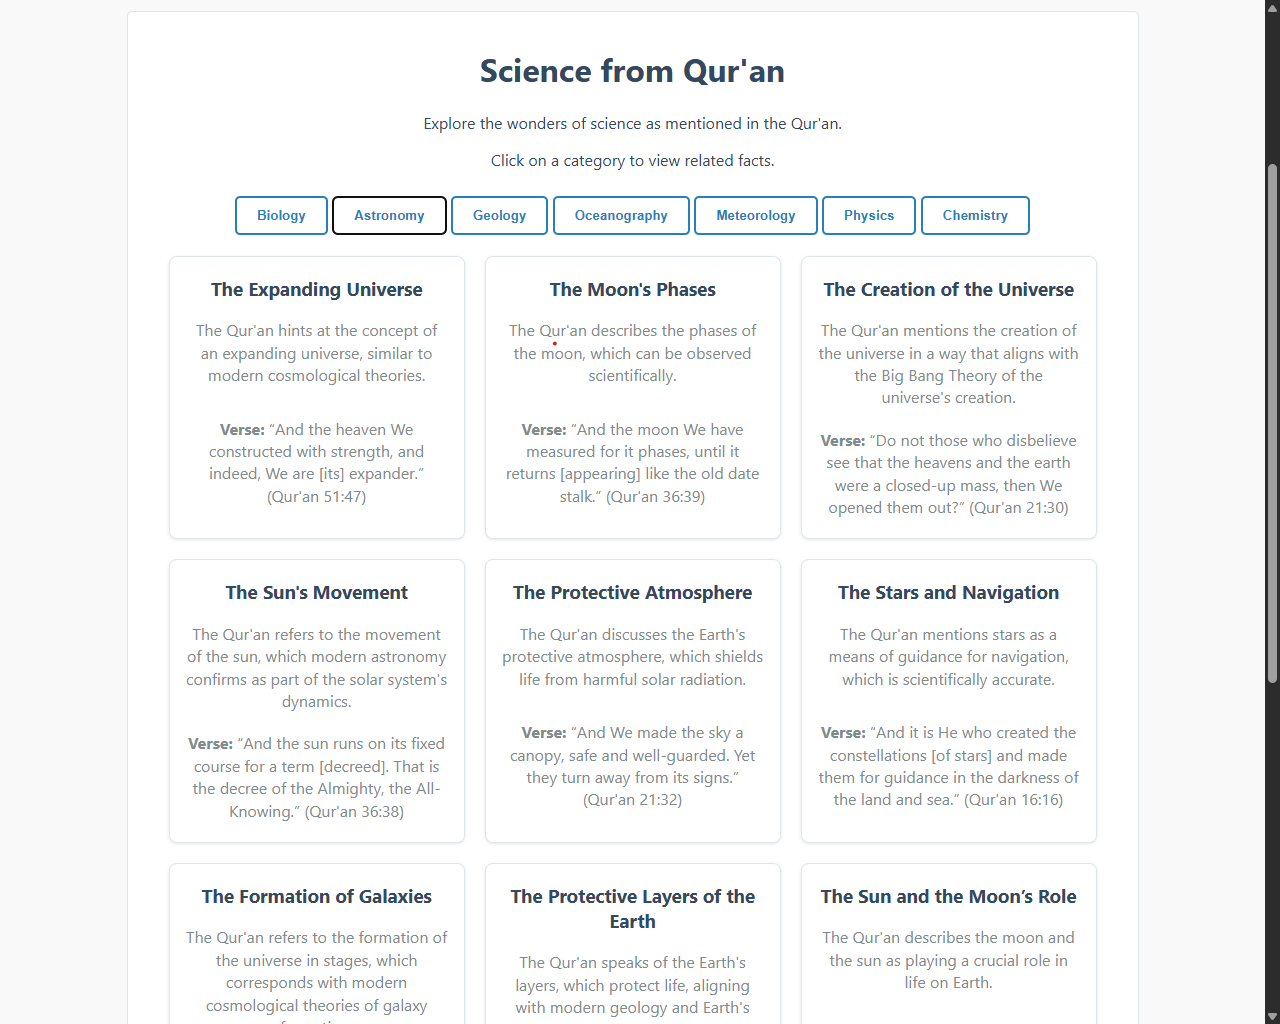 Science from Qur'an
Explore the wonders of science as mentioned in the Qur'an.
Click on a category to view related facts.
Biology
Astronomy
Geology
Oceanography
Meteorology
Physics
Chemistry
The Expanding Universe
The Qur'an hints at the concept of
an expanding universe, similar to
modern cosmological theories.
Verse: “And the heaven We
constructed with strength, and
indeed, We are [its] expander.”
(Qur'an 51:47)
The Moon's Phases
The Qur'an describes the phases of
the moon, which can be observed
scientifically.
Verse: “And the moon We have
measured for it phases, until it
returns [appearing] like the old date
stalk.” (Qur'an 36:39)
The Creation of the Universe
The Qur'an mentions the creation of
the universe in a way that aligns with
the Big Bang Theory of the
universe's creation.
Verse: “Do not those who disbelieve
see that the heavens and the earth
were a closed-up mass, then We
opened them out?” (Qur'an 21:30)
The Sun's Movement
The Qur'an refers to the movement
of the sun, which modern astronomy
confirms as part of the solar system's
dynamics.
Verse: “And the sun runs on its fixed
course for a term [decreed]. That is
the decree of the Almighty, the All-
Knowing.” (Qur'an 36:38)
The Protective Atmosphere
The Qur'an discusses the Earth's
protective atmosphere, which shields
life from harmful solar radiation.
Verse: “And We made the sky a
canopy, safe and well-guarded. Yet
they turn away from its signs.”
(Qur'an 21:32)
The Stars and Navigation
The Qur'an mentions stars as a
means of guidance for navigation,
which is scientifically accurate.
Verse: “And it is He who created the
constellations [of stars] and made
them for guidance in the darkness of
the land and sea.” (Qur'an 16:16)
The Formation of Galaxies
The Qur'an refers to the formation of
the universe in stages, which
corresponds with modern
cosmological theories of galaxy
The Protective Layers of the
Earth
The Qur'an speaks of the Earth's
layers, which protect life, aligning
with modern geology and Earth's
The Sun and the Moon’s Role
The Qur'an describes the moon and
the sun as playing a crucial role in
life on Earth.